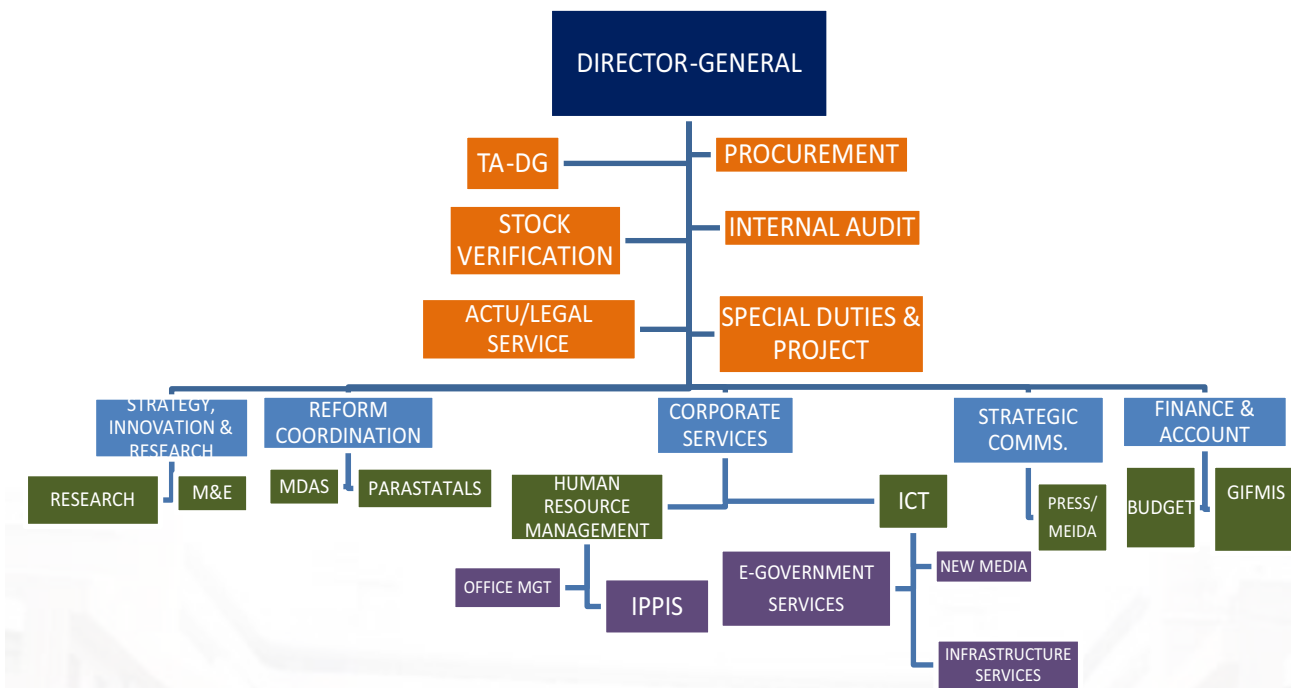 DIRECTOR-GENERAL
TA-DG
PROCUREMENT
STOCK
VERIFICATION
INTERNAL AUDIT
ACTU/LEGAL
SERVICE
SPECIAL DUTIES &
PROJECT
STRATEGY,
INNOVATION &
RESEARCH
REFORM
COORDINATION
CORPORATE
SERVICES
STRATEGIC
COMMS.
FINANCE &
ACCOUNT
RESEARCH
M&E
MDAS
PARASTATALS
HUMAN
RESOURCE
MANAGEMENT
ICT
PRESS/
MEIDA
BUDGET
GIFMIS
OFFICE MGT
IPPIS
E-GOVERNMENT
SERVICES
NEW MEDIA
INFRASTRUCTURE
SERVICES